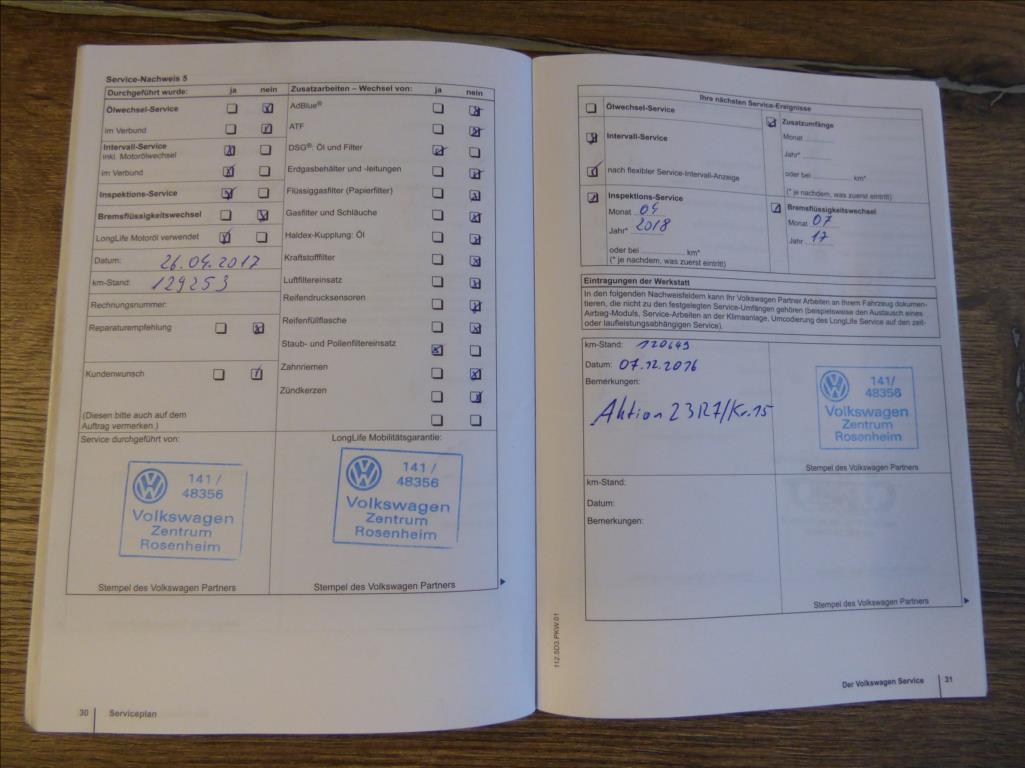 Service-Nachweis 5
Durchgeführt wurde: ja nein
Ölwechsel-Service
im Verbund
Intervall-Service
inkl. Motorölwechsel
im Verbund
Inspektions-Service
Bremsflüssigkeitswechsel
LongLife Motoröl verwendet
Datum: 26.04.2017
km-Stand: 129253
Rechnungsnummer:
Reparaturempfehlung
Kundenwunsch
(Diesen bitte auch auf dem
Auftrag vermerken.)
Zusatzarbeiten – Wechsel von: ja nein
AdBlue®
ATF
DSG®: Öl und Filter
Erdgasbehälter und -leitungen
Flüssiggasfilter (Papierfilter)
Gasfilter und Schläuche
Haldex-Kupplung: Öl
Kraftstofffilter
Luftfiltereinsatz
Reifendrucksensoren
Reifenfüllflasche
Staub- und Pollenfiltereinsatz
Zahnriemen
Zündkerzen
Service durchgeführt von:
141 /
48356
Volkswagen
Zentrum
Rosenheim
Stempel des Volkswagen Partners
LongLife Mobilitätsgarantie:
141 /
48356
Volkswagen
Zentrum
Rosenheim
Stempel des Volkswagen Partners
30 Serviceplan
Ihre nächsten Service-Ereignisse
Ölwechsel-Service
Intervall-Service
nach flexibler Service-Intervall-Anzeige
Inspektions-Service
Monat 04
Jahr* 2018
oder bei ............ km*
(* je nachdem, was zuerst eintritt)
Zusatzumfänge
Monat
Jahr*
oder bei ............ km*
(* je nachdem, was zuerst eintritt)
Bremsflüssigkeitswechsel
Monat 07
Jahr 17
Eintragungen der Werkstatt
In den folgenden Nachweisfeldern kann Ihr Volkswagen Partner Arbeiten an Ihrem Fahrzeug dokumen-
tieren, die nicht zu den festgelegten Service-Umfängen gehören (beispielsweise den Austausch eines
Airbag-Moduls, Service-Arbeiten an der Klimaanlage, Umcodierung des LongLife Service auf den zeit-
oder laufleistungsabhängigen Service).
km-Stand: 120649
Datum: 07.12.2016
Bemerkungen:
Aktion 23R7/Kr.15
141 /
48356
Volkswagen
Zentrum
Rosenheim
Stempel des Volkswagen Partners
km-Stand:
Datum:
Bemerkungen:
Stempel des Volkswagen Partners
112.5D3.PKW.01
Der Volkswagen Service 31